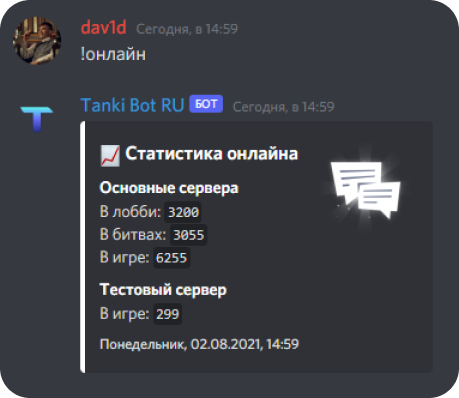 dav1d Сегодня, в 14:59
!онлайн
Tanki Bot RU БОТ Сегодня, в 14:59
Статистика онлайна
Основные сервера
В лобби: 3200
В битвах: 3055
В игре: 6255
Тестовый сервер
В игре: 299
Понедельник, 02.08.2021, 14:59